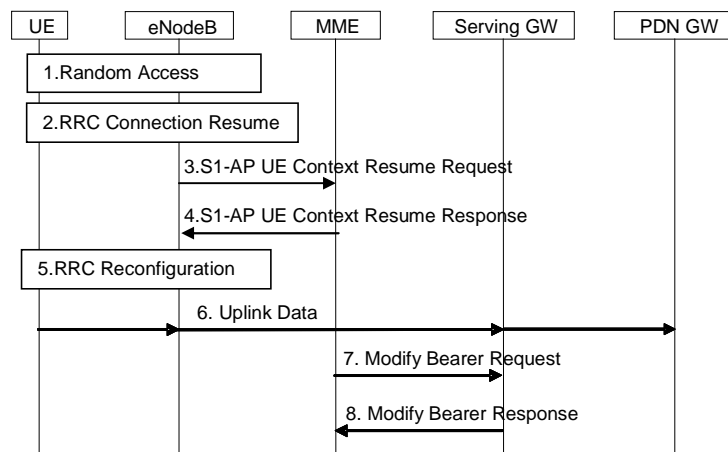 UE eNodeB MME Serving GW PDN GW
1.Random Access
2.RRC Connection Resume
3.S1-AP UE Context Resume Request
4.S1-AP UE Context Resume Response
5.RRC Reconfiguration
6. Uplink Data
7. Modify Bearer Request
8. Modify Bearer Response